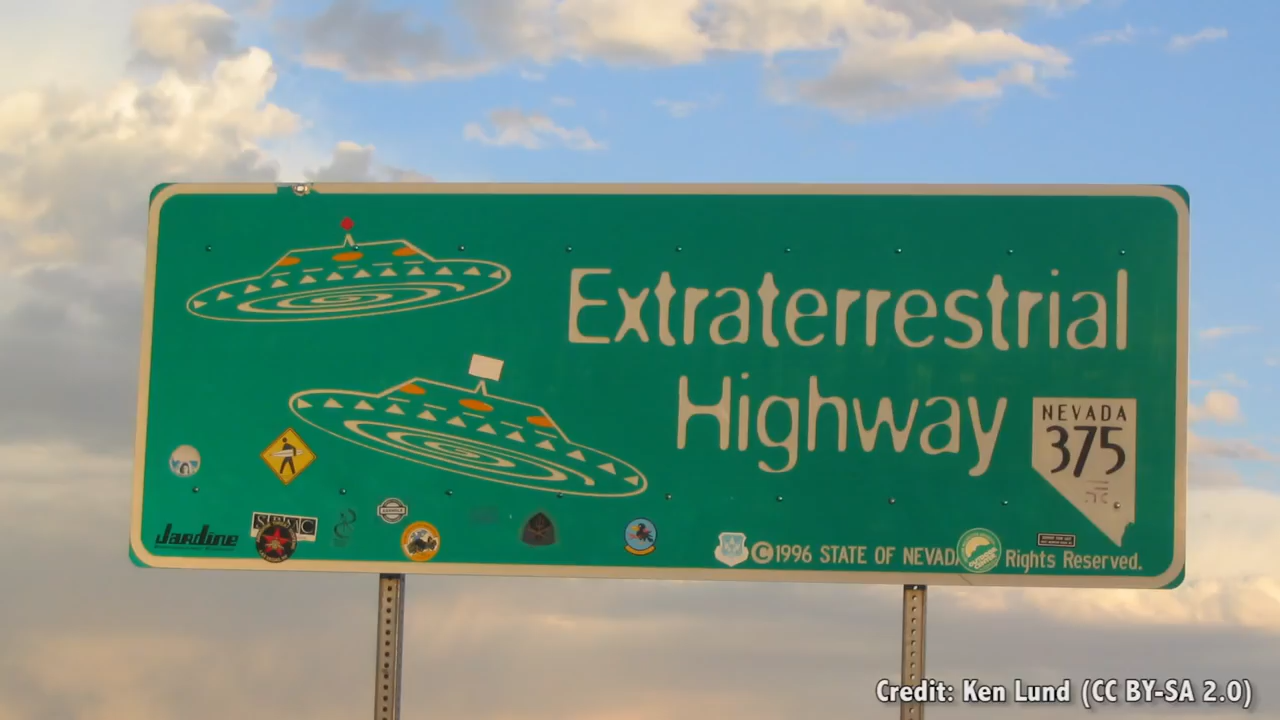 Extraterrestrial
Highway
NEVADA
375
Jardine
©1996 STATE OF NEVADA
Rights Reserved.
Credit: Ken Lund (CC BY-SA 2.0)